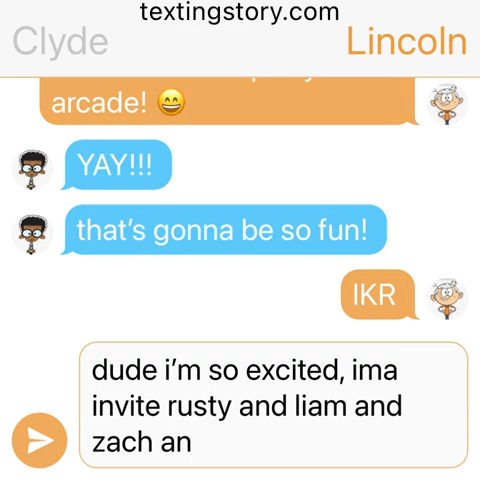 textingstory.com
Clyde
Lincoln
arcade! 😄
YAY!!!
that's gonna be so fun!
IKR
dude i'm so excited, ima
invite rusty and liam and
zach an